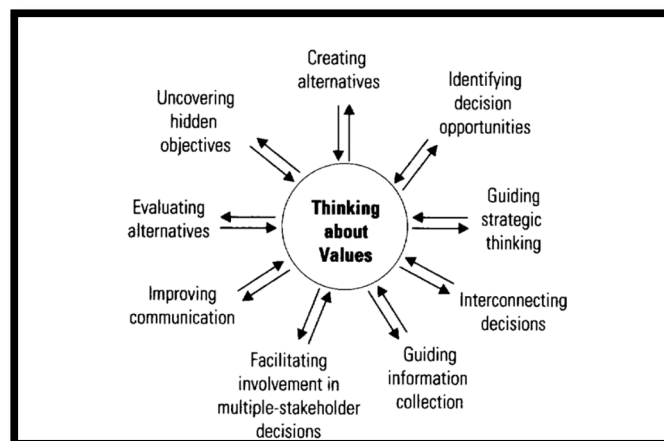 Creating
alternatives
Identifying
decision
opportunities
Guiding
strategic
thinking
Interconnecting
decisions
Guiding
information
collection
Facilitating
involvement in
multiple-stakeholder
decisions
Improving
communication
Evaluating
alternatives
Uncovering
hidden
objectives
Thinking
about
Values